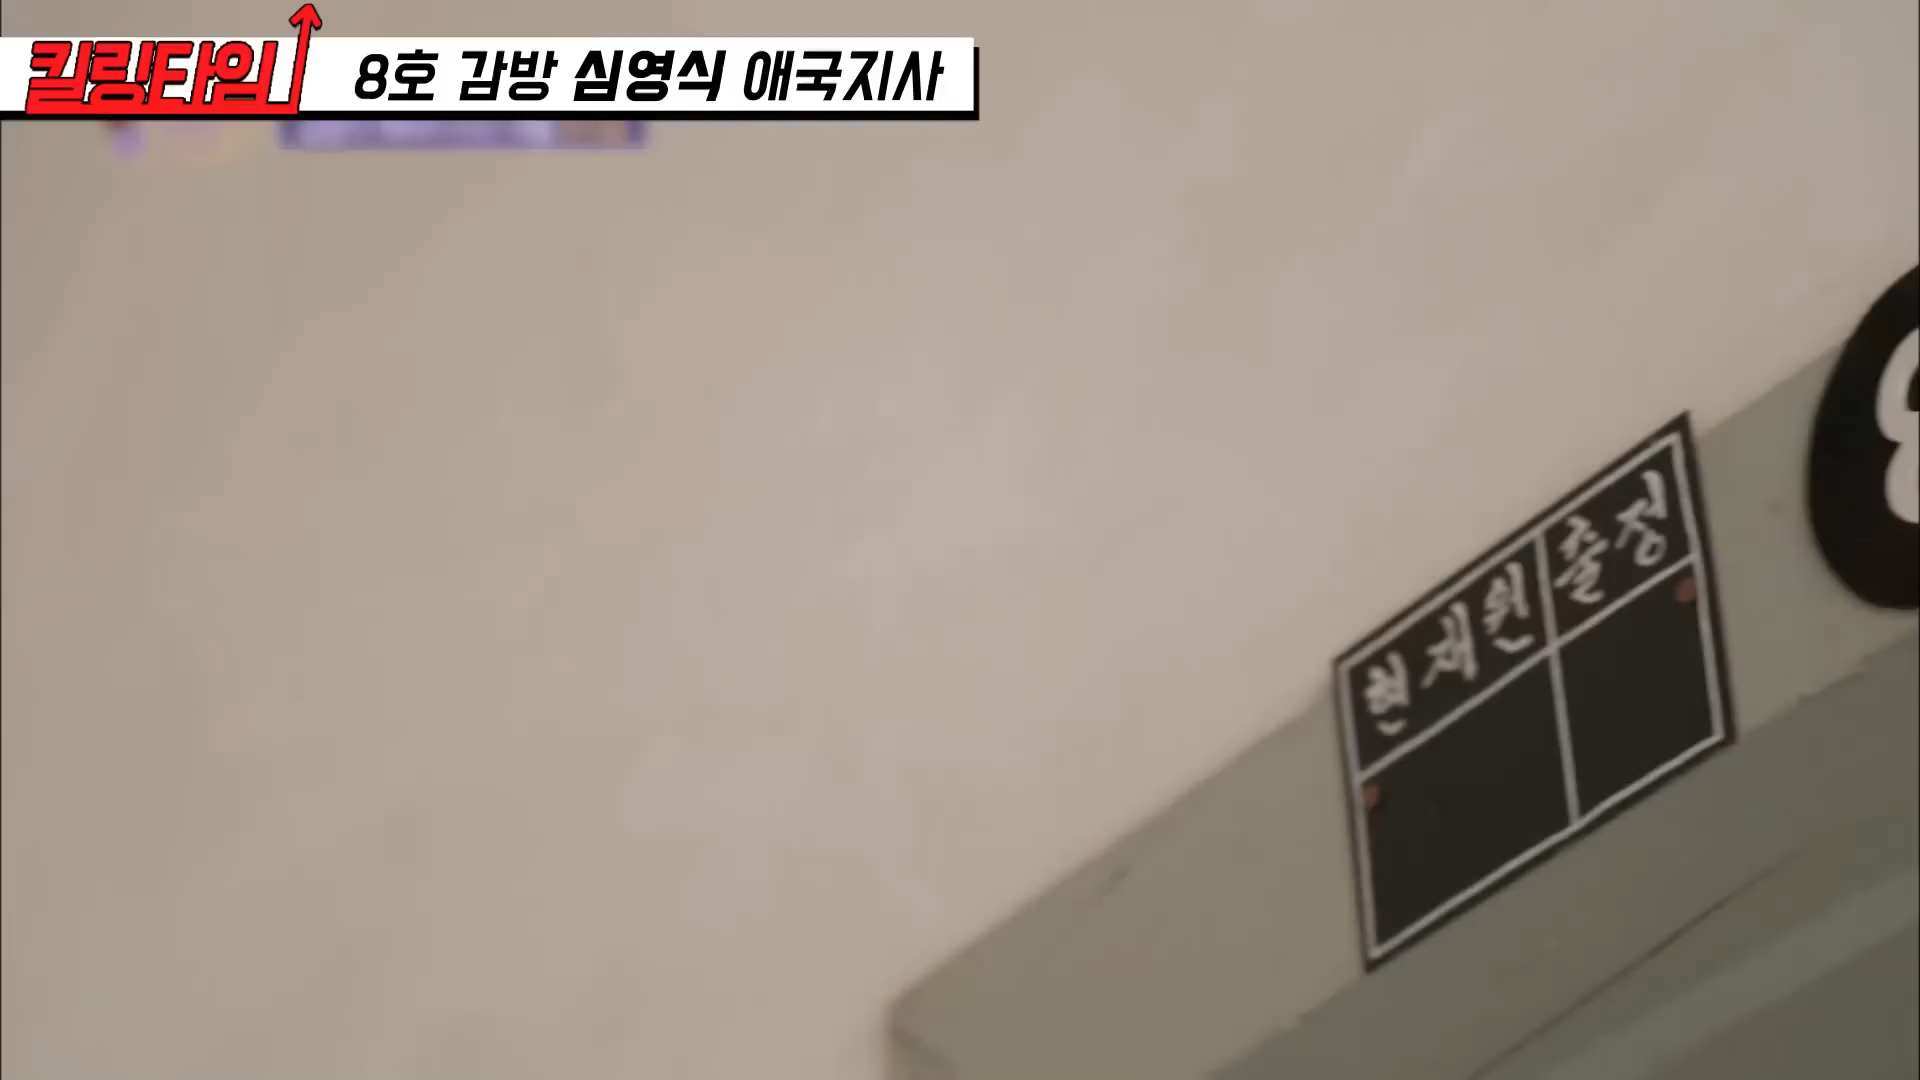 킬링타임
8호 감방 심영식 애국지사
8
현재원 출정